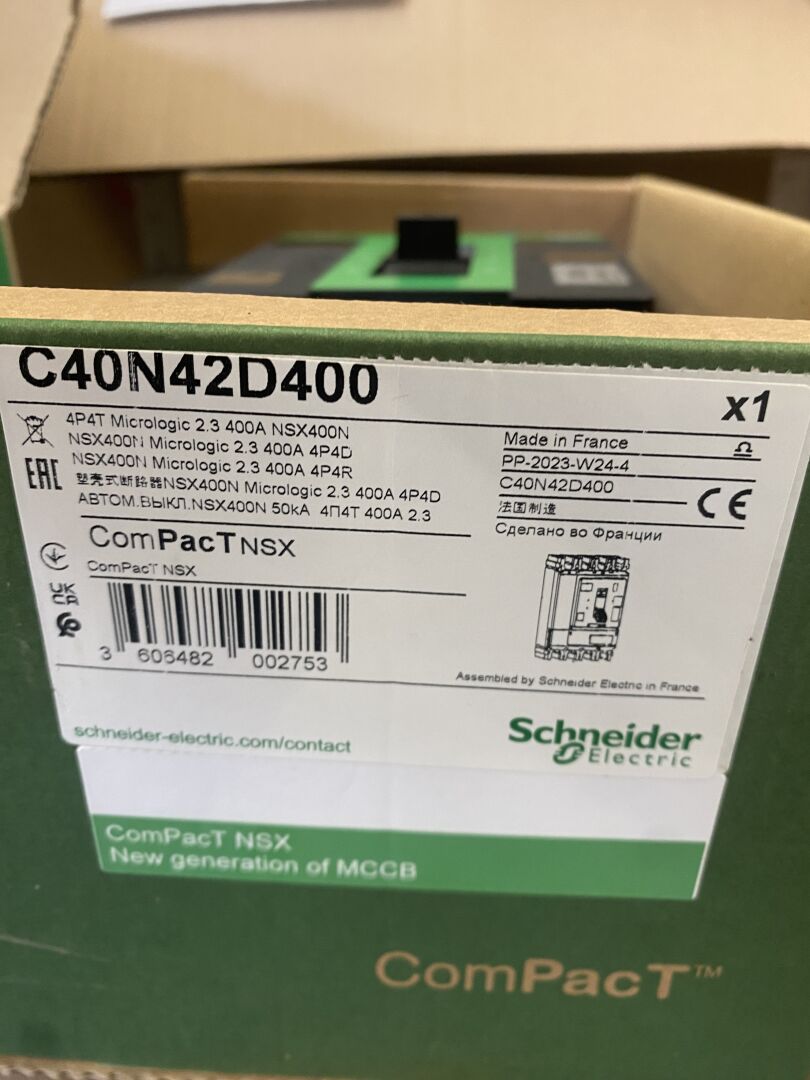 C40N42D400
x1
4P4T Micrologic 2.3 400A NSX400N
NSX400N Micrologic 2.3 400A 4P4D
NSX400N Micrologic 2.3 400A 4P4R
塑壳式断路器NSX400N Micrologic 2.3 400A 4P4D
АВТОМ.ВЫКЛ.NSX400N 50kA 4П4Т 400A 2.3
EAC
Made in France
PP-2023-W24-4
C40N42D400
法国制造
Сделано во Франции
CE
ComPacT NSX
ComPacT NSX
UK
CA
3 606482 002753
Assembled by Schneider Electric in France
schneider-electric.com/contact
Schneider
Electric
ComPacT NSX
New generation of MCCB
ComPacT™